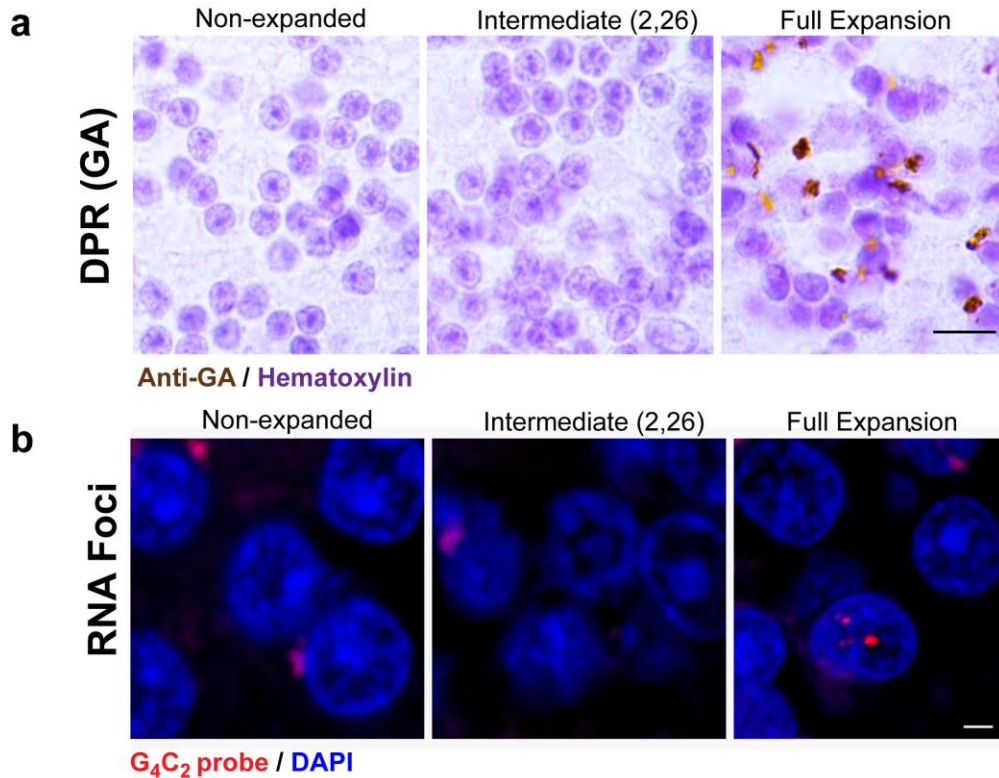 a
Non-expanded Intermediate (2,26) Full Expansion
DPR (GA)
Anti-GA / Hematoxylin
b
Non-expanded Intermediate (2,26) Full Expansion
RNA Foci
G₄C₂ probe / DAPI